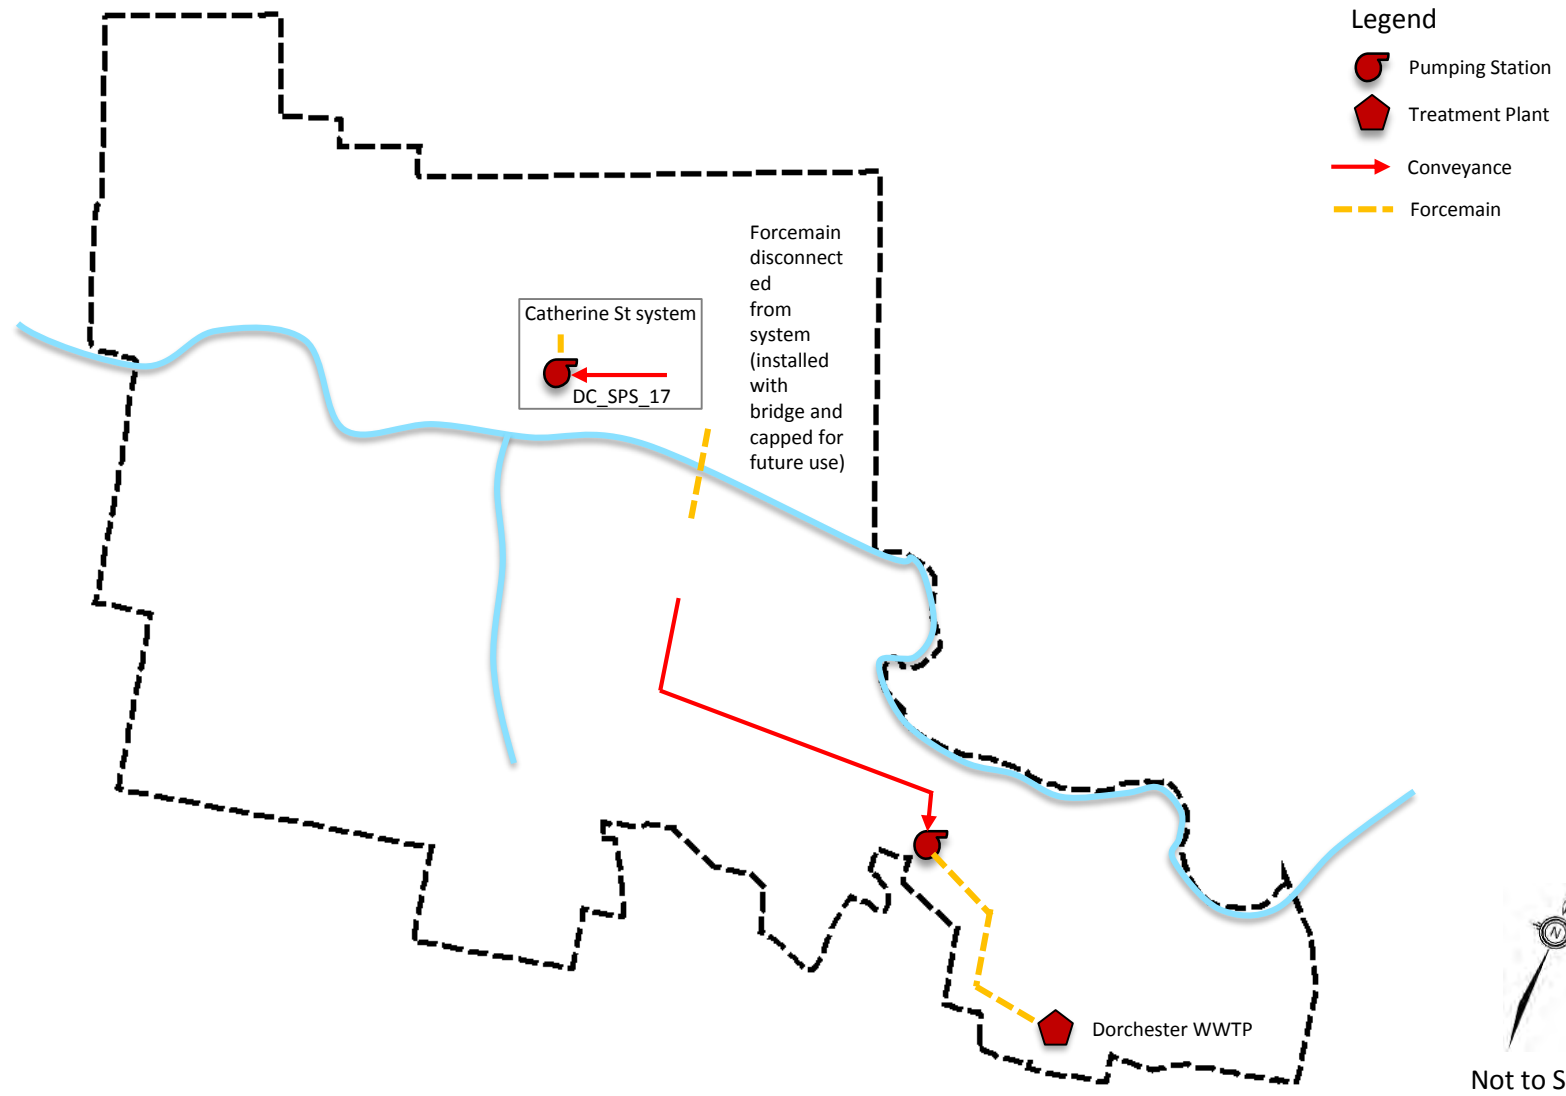 Legend
Pumping Station
Treatment Plant
Conveyance
Forcemain
Forcemain
disconnect
ed
from
system
(installed
with
bridge and
capped for
future use)
Catherine St system
DC_SPS_17
Dorchester WWTP
N
Not to S